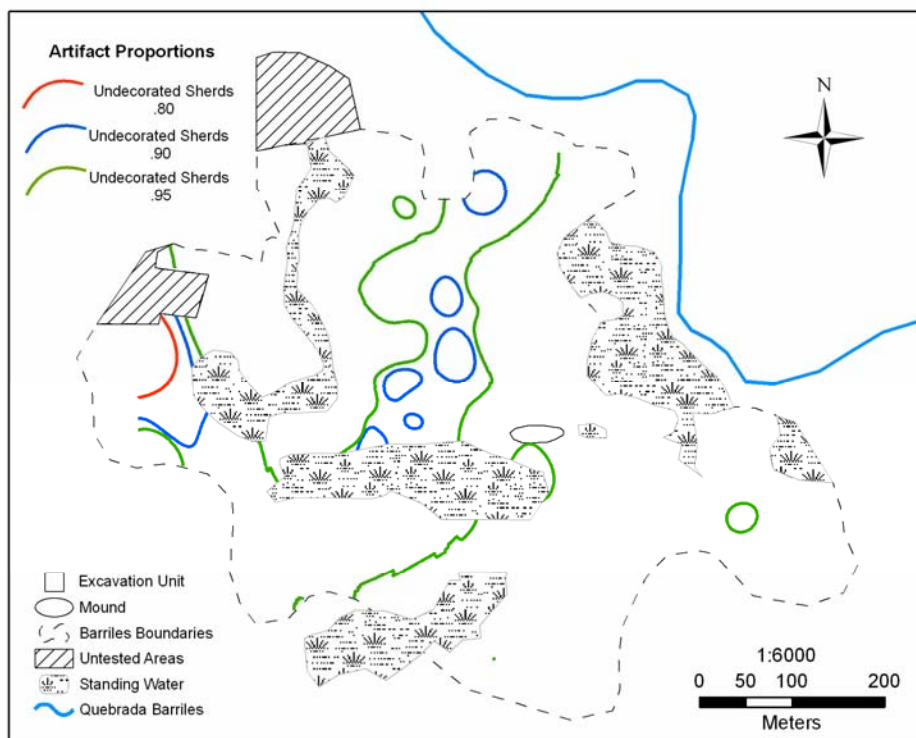 Artifact Proportions
Undecorated Sherds
.80
Undecorated Sherds
.90
Undecorated Sherds
.95
N
Excavation Unit
Mound
Barriles Boundaries
Untested Areas
Standing Water
Quebrada Barriles
1:6000
0 50 100 200
Meters